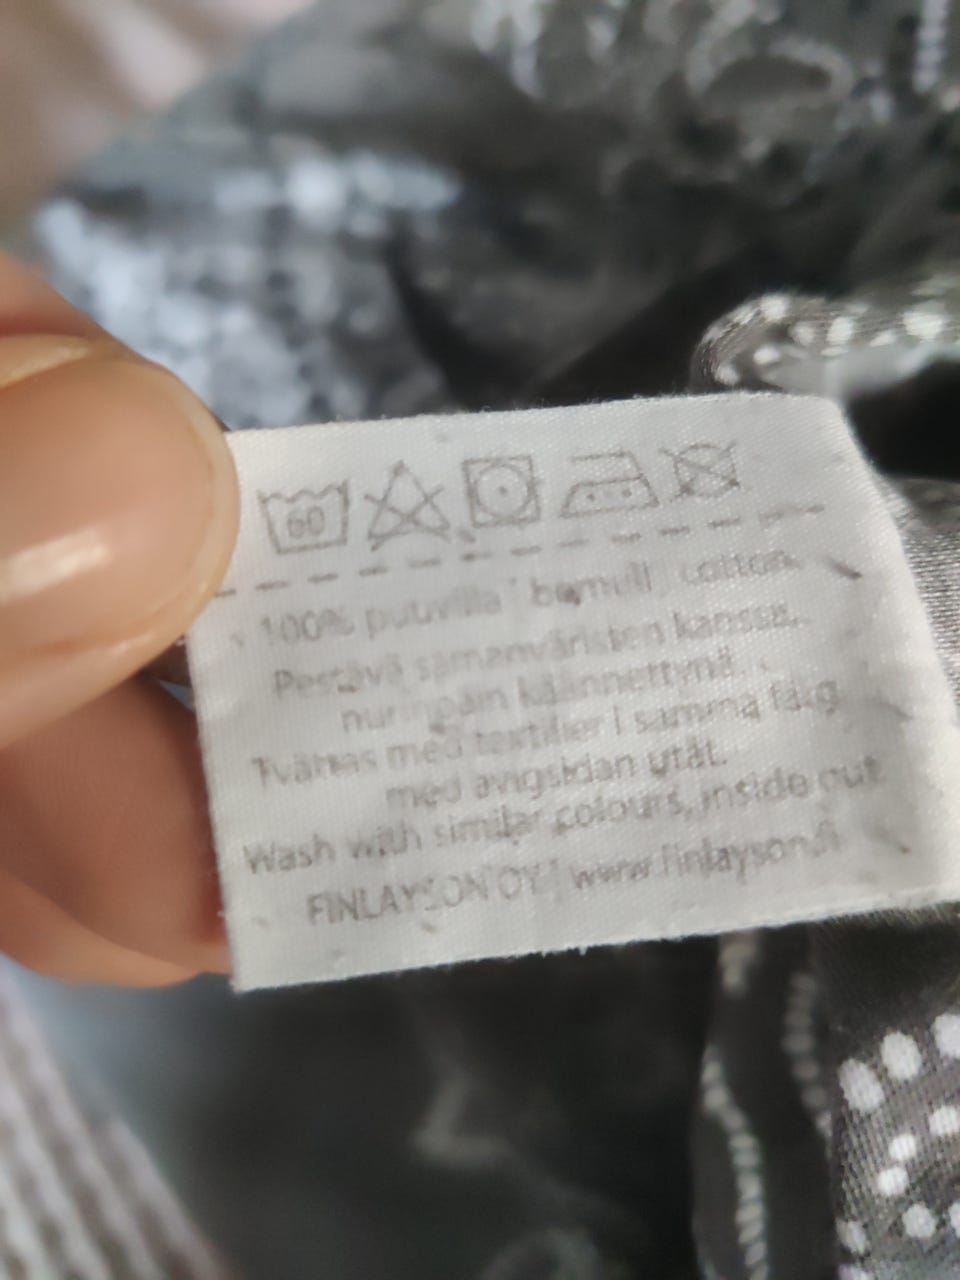 60
100% puuvilla | bomull | cotton
Pestävä samanväristen kanssa,
nurinpäin käännettynä.
Tvättas med textilier i samma färg
med avigsidan utåt.
Wash with similar colours, inside out.
FINLAYSON OY | www.finlayson.fi